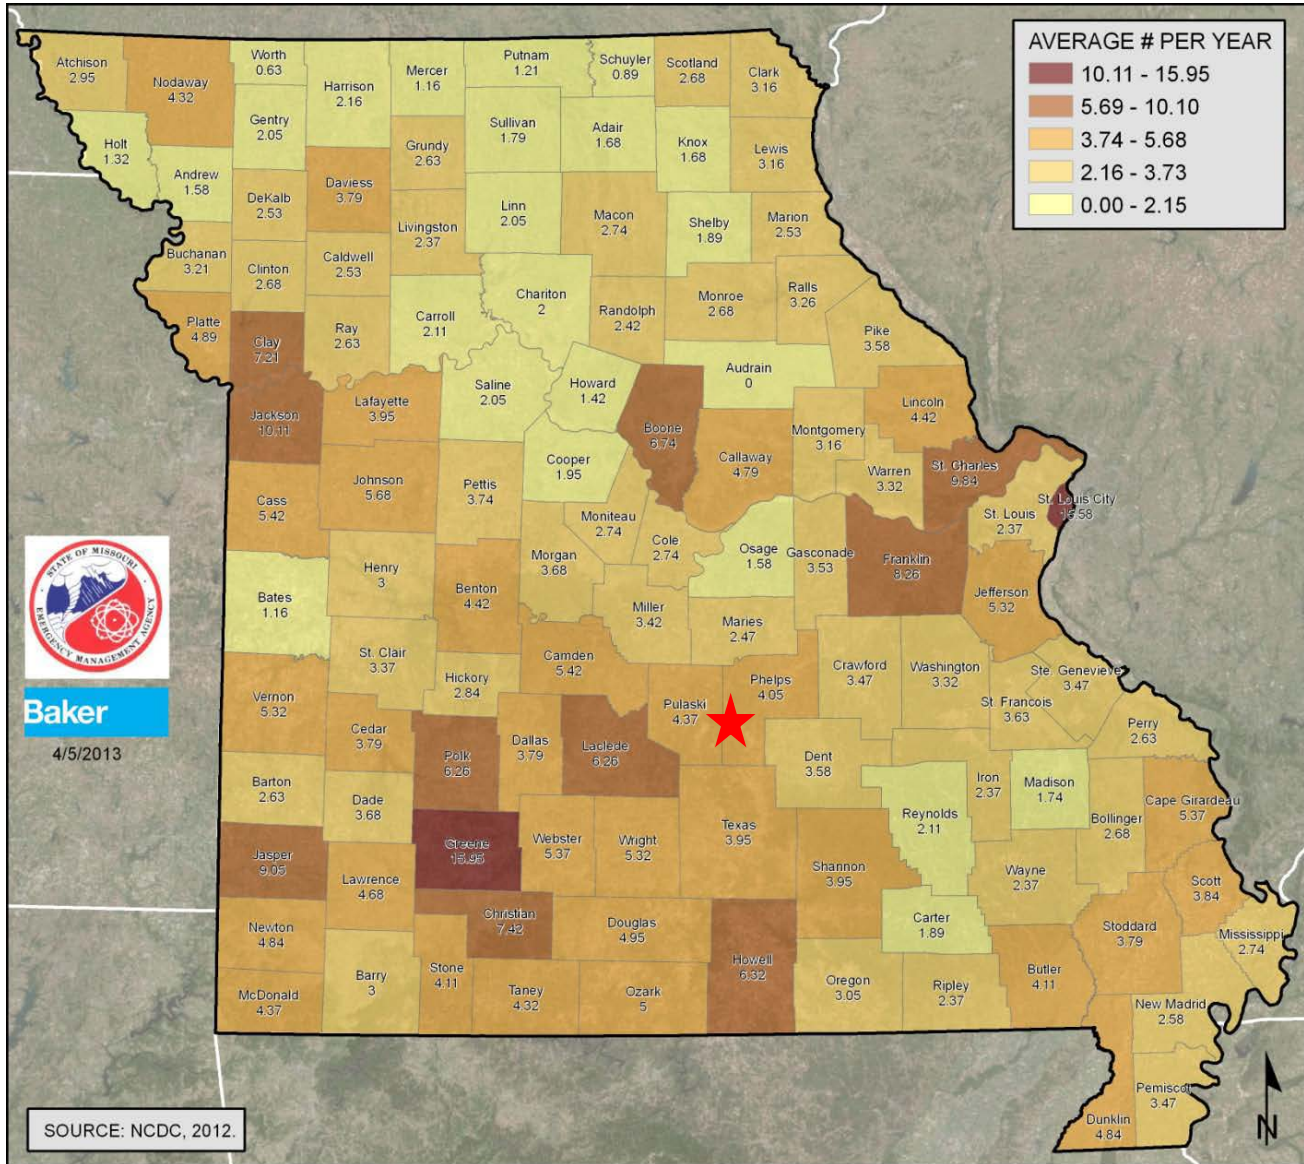 AVERAGE # PER YEAR
10.11 - 15.95
5.69 - 10.10
3.74 - 5.68
2.16 - 3.73
0.00 - 2.15
Atchison
2.95
Nodaway
4.32
Worth
0.63
Harrison
2.16
Mercer
1.16
Putnam
1.21
Schuyler
0.89
Scotland
2.68
Clark
3.16
Gentry
2.05
Sullivan
1.79
Adair
1.68
Knox
1.68
Lewis
3.16
Holt
1.32
Andrew
1.58
DeKalb
2.53
Daviess
3.79
Grundy
2.63
Livingston
2.37
Linn
2.05
Macon
2.74
Shelby
1.89
Marion
2.53
Buchanan
3.21
Clinton
2.68
Caldwell
2.53
Chariton
2
Randolph
2.42
Monroe
2.68
Ralls
3.26
Pike
3.58
Platte
4.89
Clay
7.21
Ray
2.63
Carroll
2.11
Audrain
0
Saline
2.05
Howard
1.42
Jackson
10.11
Lafayette
3.95
Boone
6.74
Callaway
4.79
Montgomery
3.16
Lincoln
4.42
Warren
3.32
St. Charles
9.84
St. Louis City
15.58
St. Louis
2.37
Cass
5.42
Johnson
5.68
Pettis
3.74
Cooper
1.95
Moniteau
2.74
Cole
2.74
Osage
1.58
Gasconade
3.53
Franklin
8.26
Jefferson
5.32
STATE OF MISSOURI
EMERGENCY MANAGEMENT AGENCY
Baker
4/5/2013
Bates
1.16
Henry
3
Benton
4.42
Morgan
3.68
Miller
3.42
Maries
2.47
St. Clair
3.37
Hickory
2.84
Camden
5.42
Pulaski
4.37
Phelps
4.05
Crawford
3.47
Washington
3.32
Ste. Genevieve
3.47
St. Francois
3.63
Perry
2.63
Vernon
5.32
Cedar
3.79
Polk
6.26
Dallas
3.79
Laclede
6.26
Dent
3.58
Iron
2.37
Madison
1.74
Bollinger
2.68
Cape Girardeau
5.37
Barton
2.63
Dade
3.68
Greene
15.95
Webster
5.37
Wright
5.32
Texas
3.95
Reynolds
2.11
Shannon
3.95
Wayne
2.37
Scott
3.84
Jasper
9.05
Lawrence
4.68
Christian
7.42
Douglas
4.95
Howell
6.32
Carter
1.89
Stoddard
3.79
Mississippi
2.74
Newton
4.84
McDonald
4.37
Barry
3
Stone
4.11
Taney
4.32
Ozark
5
Oregon
3.05
Ripley
2.37
Butler
4.11
New Madrid
2.58
Pemiscot
3.47
Dunklin
4.84
SOURCE: NCDC, 2012.
N